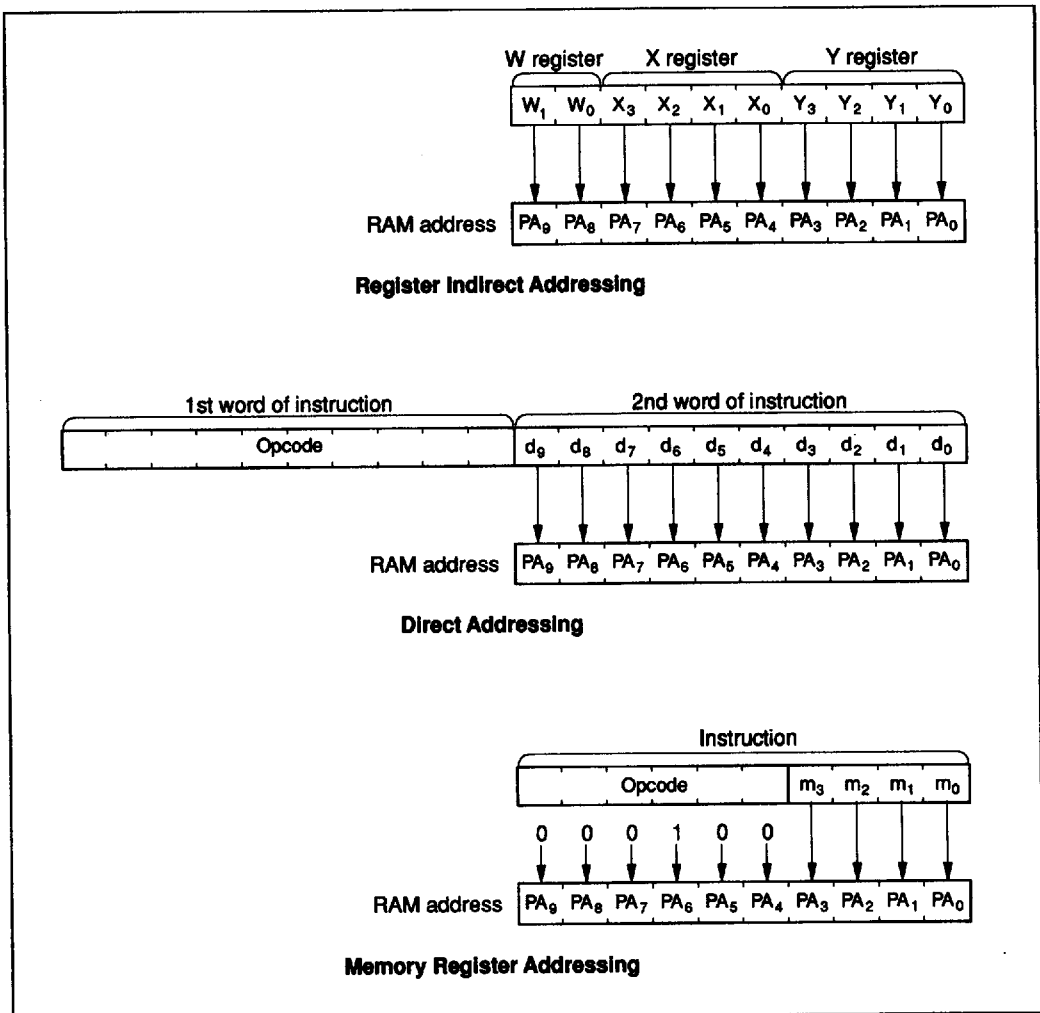 W register X register Y register
W₁ W₀ X₃ X₂ X₁ X₀ Y₃ Y₂ Y₁ Y₀
RAM address PA₉ PA₈ PA₇ PA₆ PA₅ PA₄ PA₃ PA₂ PA₁ PA₀
Register Indirect Addressing
1st word of instruction 2nd word of instruction
Opcode d₉ d₈ d₇ d₆ d₅ d₄ d₃ d₂ d₁ d₀
RAM address PA₉ PA₈ PA₇ PA₆ PA₅ PA₄ PA₃ PA₂ PA₁ PA₀
Direct Addressing
Instruction
Opcode m₃ m₂ m₁ m₀
0 0 0 1 0 0
RAM address PA₉ PA₈ PA₇ PA₆ PA₅ PA₄ PA₃ PA₂ PA₁ PA₀
Memory Register Addressing